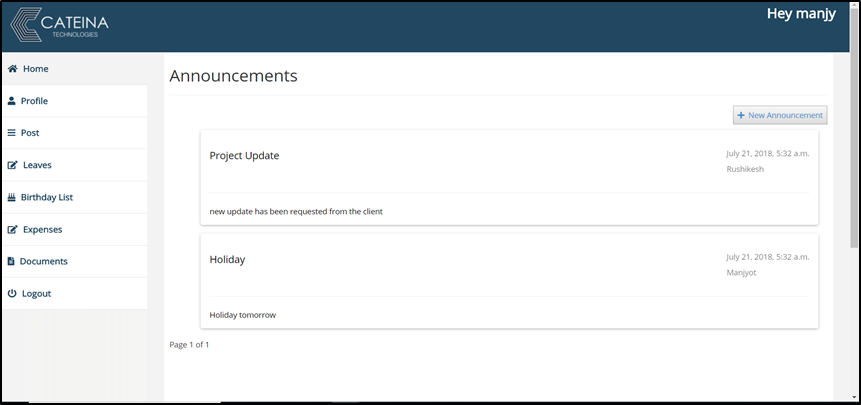 CATEINA
TECHNOLOGIES
Hey manjy
Home
Profile
Post
Leaves
Birthday List
Expenses
Documents
Logout
Announcements
New Announcement
Project Update
July 21, 2018, 5:32 a.m.
Rushikesh
new update has been requested from the client
Holiday
July 21, 2018, 5:32 a.m.
Manjyot
Holiday tomorrow
Page 1 of 1